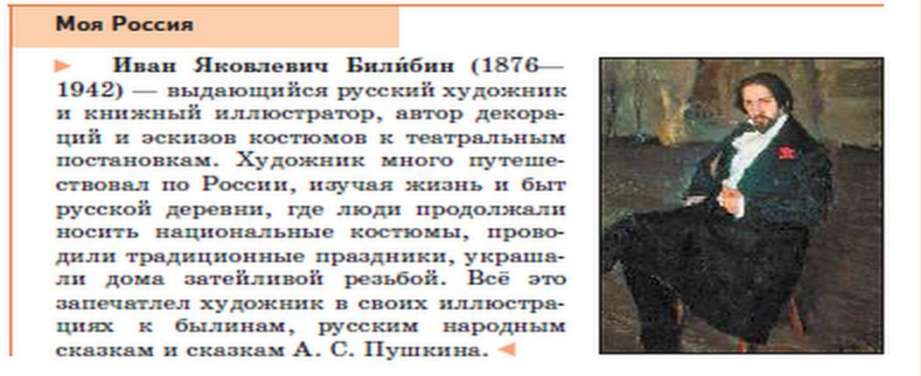 Моя Россия
Иван Яковлевич Били́бин (1876—
1942) — выдающийся русский художник
и книжный иллюстратор, автор декора-
ций и эскизов костюмов к театральным
постановкам. Художник много путеше-
ствовал по России, изучая жизнь и быт
русской деревни, где люди продолжали
носить национальные костюмы, прово-
дили традиционные праздники, украша-
ли дома затейливой резьбой. Всё это
запечатлел художник в своих иллюстра-
циях к былинам, русским народным
сказкам и сказкам А. С. Пушкина.